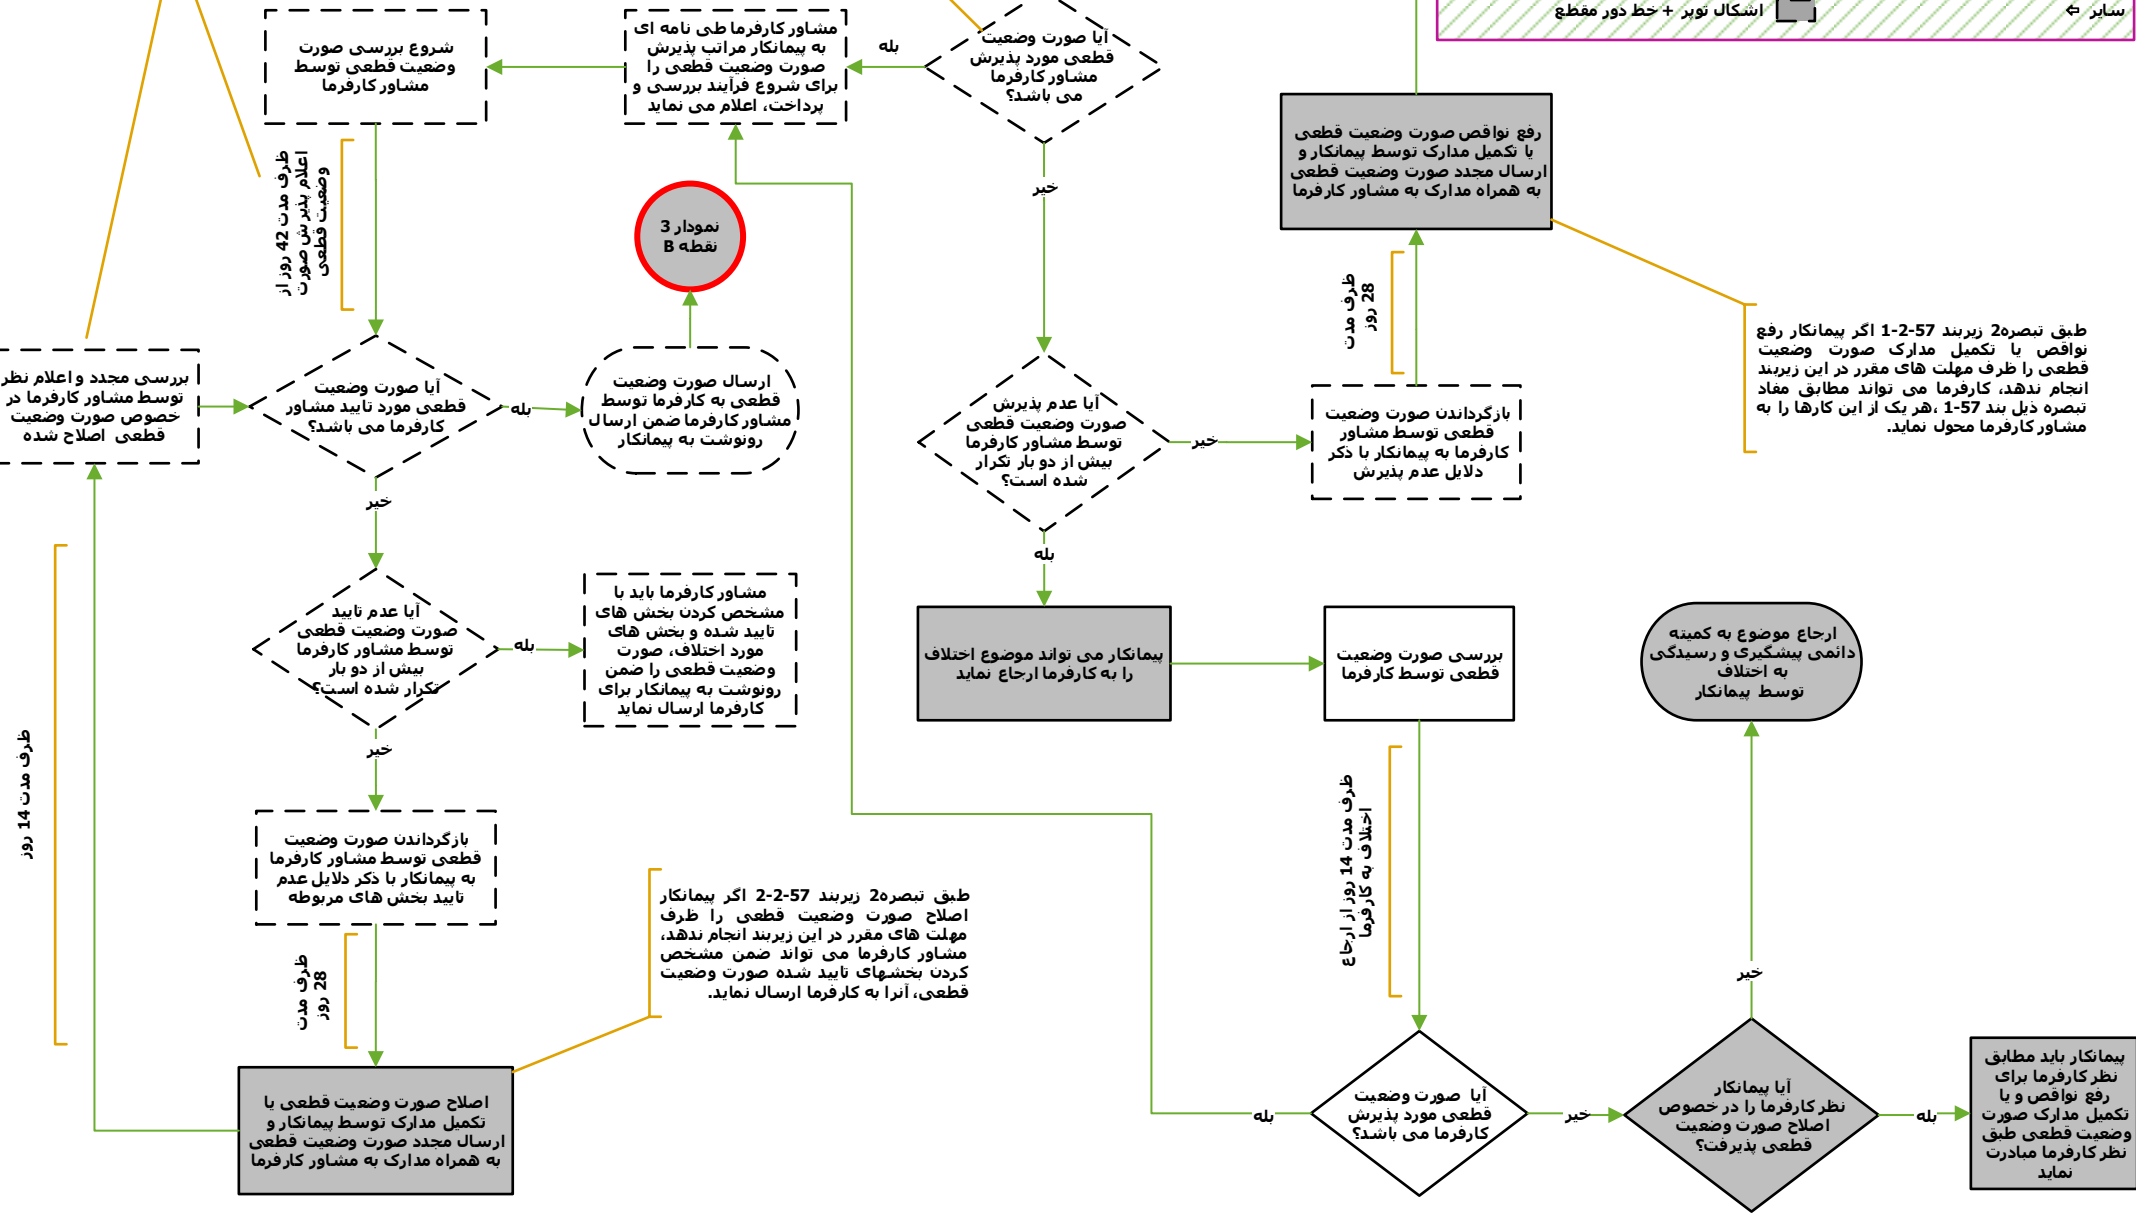 سایر ⇦
اشکال توپر + خط دور مقطع
آیا صورت وضعیت
قطعی مورد پذیرش
مشاور کارفرما
می باشد؟
بله
خیر
مشاور کارفرما طی نامه ای
به پیمانکار مراتب پذیرش
صورت وضعیت قطعی را
برای شروع فرآیند بررسی و
پرداخت، اعلام می نماید
شروع بررسی صورت
وضعیت قطعی توسط
مشاور کارفرما
ظرف مدت 42 روز از
اعلام پذیرش صورت
وضعیت قطعی
نمودار 3
نقطه B
رفع نواقص صورت وضعیت قطعی
یا تکمیل مدارک توسط پیمانکار و
ارسال مجدد صورت وضعیت قطعی
به همراه مدارک به مشاور کارفرما
ظرف مدت
28 روز
طبق تبصره2 زیربند 57-2-1 اگر پیمانکار رفع
نواقص یا تکمیل مدارک صورت وضعیت
قطعی را ظرف مهلت های مقرر در این زیربند
انجام ندهد، کارفرما می تواند مطابق مفاد
تبصره ذیل بند 57-1 ،هر یک از این کارها را به
مشاور کارفرما محول نماید.
بازگرداندن صورت وضعیت
قطعی توسط مشاور
کارفرما به پیمانکار با ذکر
دلایل عدم پذیرش
آیا عدم پذیرش
صورت وضعیت قطعی
توسط مشاور کارفرما
بیش از دو بار تکرار
شده است؟
خیر
بله
ارسال صورت وضعیت
قطعی به کارفرما توسط
مشاور کارفرما ضمن ارسال
رونوشت به پیمانکار
آیا صورت وضعیت
قطعی مورد تایید مشاور
کارفرما می باشد؟
بله
خیر
بررسی مجدد و اعلام نظر
توسط مشاور کارفرما در
خصوص صورت وضعیت
قطعی اصلاح شده
آیا عدم تایید
صورت وضعیت قطعی
توسط مشاور کارفرما
بیش از دو بار
تکرار شده است؟
بله
خیر
مشاور کارفرما باید با
مشخص کردن بخش های
تایید شده و بخش های
مورد اختلاف، صورت
وضعیت قطعی را ضمن
رونوشت به پیمانکار برای
کارفرما ارسال نماید
پیمانکار می تواند موضوع اختلاف
را به کارفرما ارجاع نماید
بررسی صورت وضعیت
قطعی توسط کارفرما
ارجاع موضوع به کمیته
دائمی پیشگیری و رسیدگی
به اختلاف
توسط پیمانکار
ظرف مدت 14 روز از ارجاع
اختلاف به کارفرما
ظرف مدت 14 روز
بازگرداندن صورت وضعیت
قطعی توسط مشاور کارفرما
به پیمانکار با ذکر دلایل عدم
تایید بخش های مربوطه
ظرف مدت
28 روز
طبق تبصره2 زیربند 57-2-2 اگر پیمانکار
اصلاح صورت وضعیت قطعی را ظرف
مهلت های مقرر در این زیربند انجام ندهد،
مشاور کارفرما می تواند ضمن مشخص
کردن بخشهای تایید شده صورت وضعیت
قطعی، آنرا به کارفرما ارسال نماید.
اصلاح صورت وضعیت قطعی یا
تکمیل مدارک توسط پیمانکار و
ارسال مجدد صورت وضعیت قطعی
به همراه مدارک به مشاور کارفرما
آیا صورت وضعیت
قطعی مورد پذیرش
کارفرما می باشد؟
بله
خیر
آیا پیمانکار
نظر کارفرما را در خصوص
اصلاح صورت وضعیت
قطعی پذیرفت؟
خیر
بله
پیمانکار باید مطابق
نظر کارفرما برای
رفع نواقص و یا
تکمیل مدارک صورت
وضعیت قطعی طبق
نظر کارفرما مبادرت
نماید